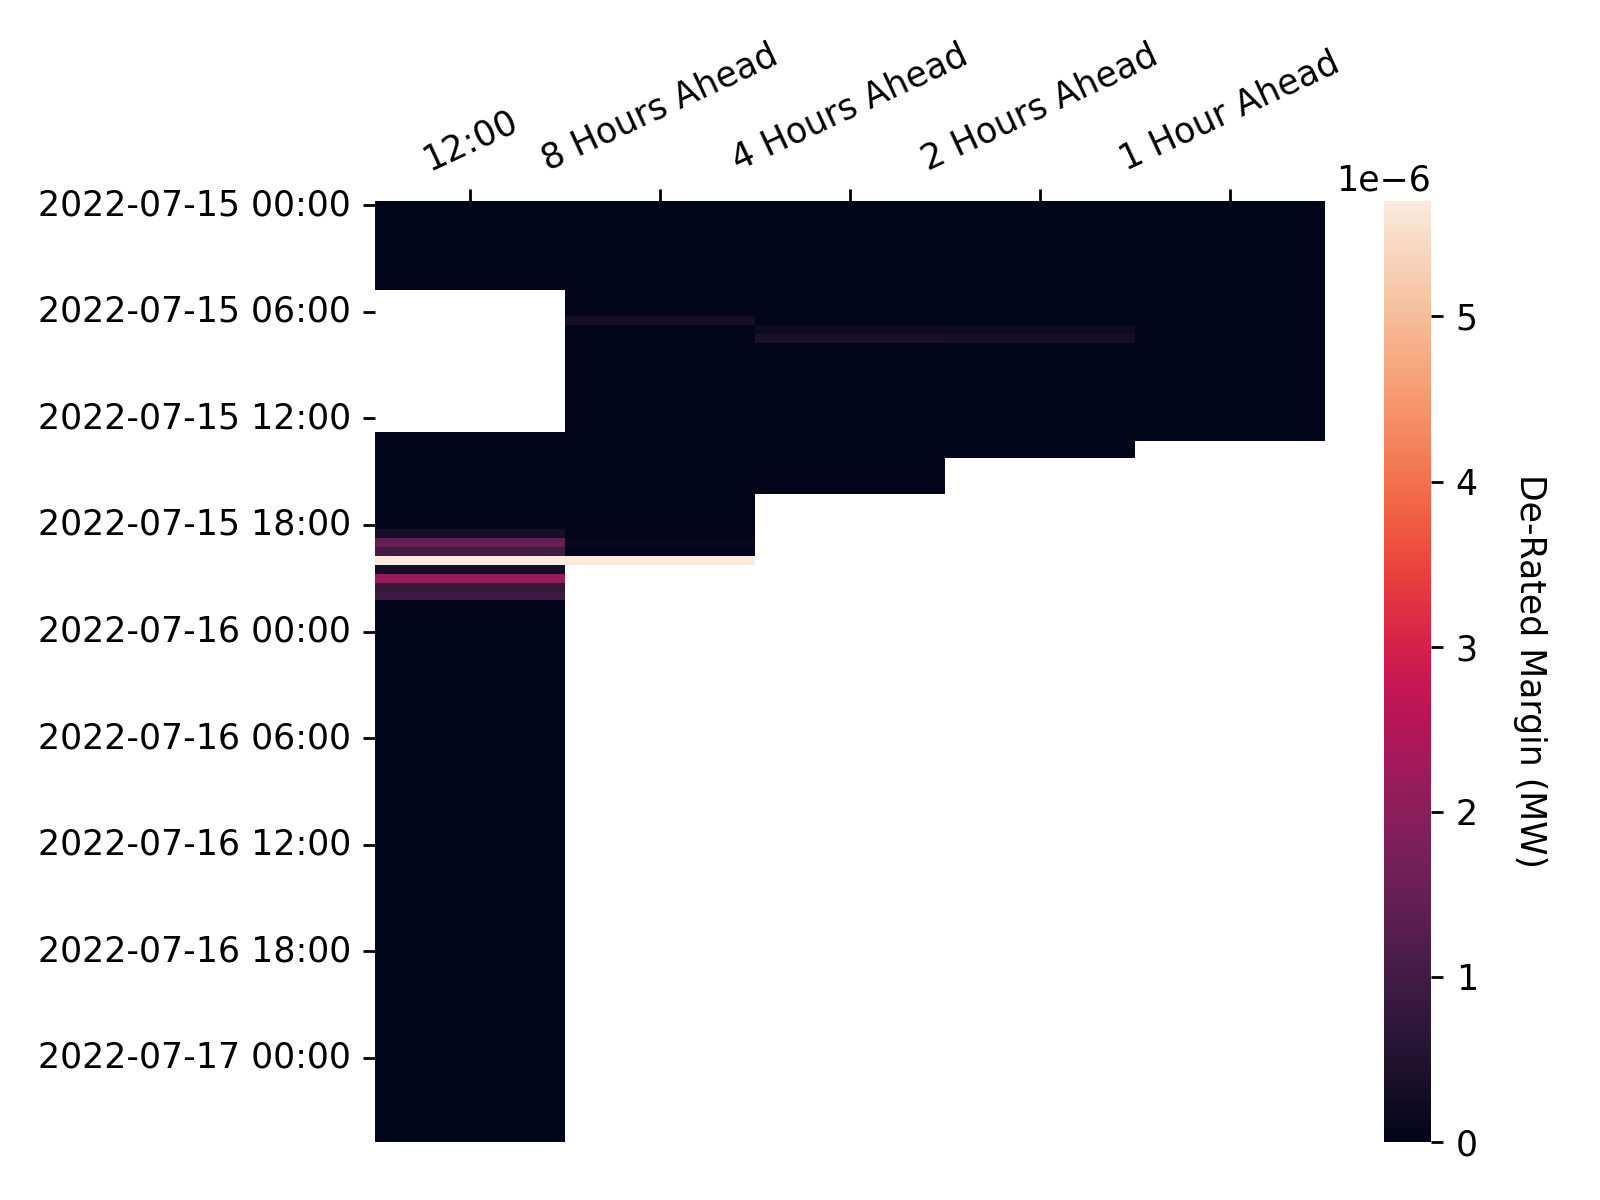 12:00
8 Hours Ahead
4 Hours Ahead
2 Hours Ahead
1 Hour Ahead
1e−6
2022-07-15 00:00
2022-07-15 06:00
2022-07-15 12:00
2022-07-15 18:00
2022-07-16 00:00
2022-07-16 06:00
2022-07-16 12:00
2022-07-16 18:00
2022-07-17 00:00
5
4
3
2
1
0
De-Rated Margin (MW)